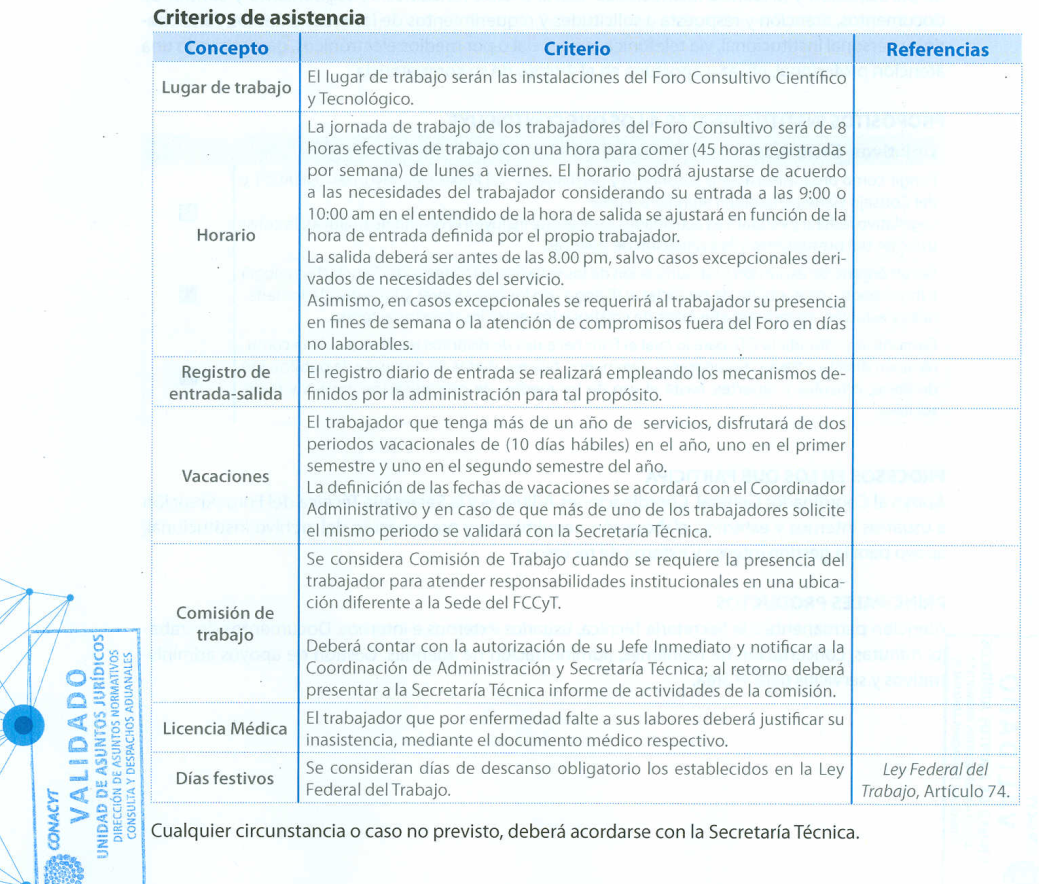 Criterios de asistencia
Concepto
Criterio
Referencias
Lugar de trabajo
El lugar de trabajo serán las instalaciones del Foro Consultivo Científico
y Tecnológico.
Horario
La jornada de trabajo de los trabajadores del Foro Consultivo será de 8
horas efectivas de trabajo con una hora para comer (45 horas registradas
por semana) de lunes a viernes. El horario podrá ajustarse de acuerdo
a las necesidades del trabajador considerando su entrada a las 9:00 o
10:00 am en el entendido de la hora de salida se ajustará en función de la
hora de entrada definida por el propio trabajador.
La salida deberá ser antes de las 8.00 pm, salvo casos excepcionales deri-
vados de necesidades del servicio.
Asimismo, en casos excepcionales se requerirá al trabajador su presencia
en fines de semana o la atención de compromisos fuera del Foro en días
no laborables.
Registro de
entrada-salida
El registro diario de entrada se realizará empleando los mecanismos de-
finidos por la administración para tal propósito.
Vacaciones
El trabajador que tenga más de un año de servicios, disfrutará de dos
periodos vacacionales de (10 días hábiles) en el año, uno en el primer
semestre y uno en el segundo semestre del año.
La definición de las fechas de vacaciones se acordará con el Coordinador
Administrativo y en caso de que más de uno de los trabajadores solicite
el mismo periodo se validará con la Secretaría Técnica.
Comisión de
trabajo
Se considera Comisión de Trabajo cuando se requiere la presencia del
trabajador para atender responsabilidades institucionales en una ubica-
ción diferente a la Sede del FCCyT.
Deberá contar con la autorización de su Jefe Inmediato y notificar a la
Coordinación de Administración y Secretaría Técnica; al retorno deberá
presentar a la Secretaría Técnica informe de actividades de la comisión.
Licencia Médica
El trabajador que por enfermedad falte a sus labores deberá justificar su
inasistencia, mediante el documento médico respectivo.
Días festivos
Se consideran días de descanso obligatorio los establecidos en la Ley
Federal del Trabajo.
Ley Federal del
Trabajo, Artículo 74.
Cualquier circunstancia o caso no previsto, deberá acordarse con la Secretaría Técnica.
CONACYT
VALIDADO
UNIDAD DE ASUNTOS JURÍDICOS
DIRECCIÓN DE ASUNTOS NORMATIVOS
CONSULTA Y DESPACHOS ADUANALES